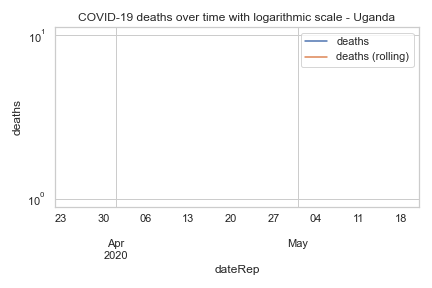 COVID-19 deaths over time with logarithmic scale - Uganda
deaths
deaths (rolling)
10¹
deaths
10⁰
23 30 06 13 20 27 04 11 18
Apr May
2020
dateRep